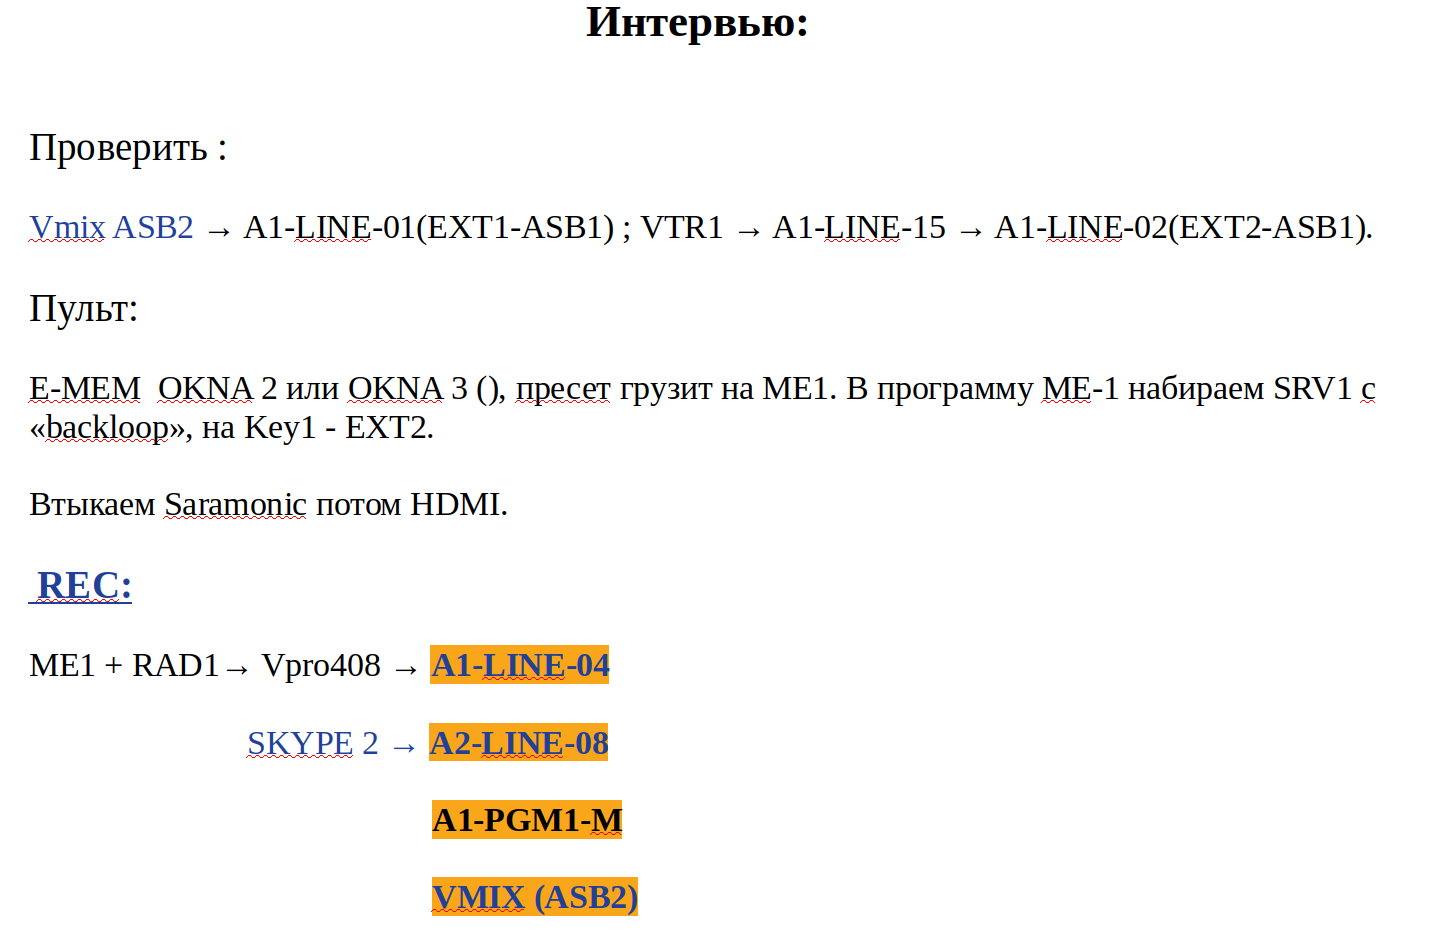 Интервью:
Проверить :
Vmix ASB2 → A1-LINE-01(EXT1-ASB1) ; VTR1 → A1-LINE-15 → A1-LINE-02(EXT2-ASB1).
Пульт:
E-MEM  OKNA 2 или OKNA 3 (), пресет грузит на ME1. В программу ME-1 набираем SRV1 с
«backloop», на Key1 - EXT2.
Втыкаем Saramonic потом HDMI.
REC:
ME1 + RAD1→ Vpro408 → A1-LINE-04
SKYPE 2 → A2-LINE-08
A1-PGM1-M
VMIX (ASB2)